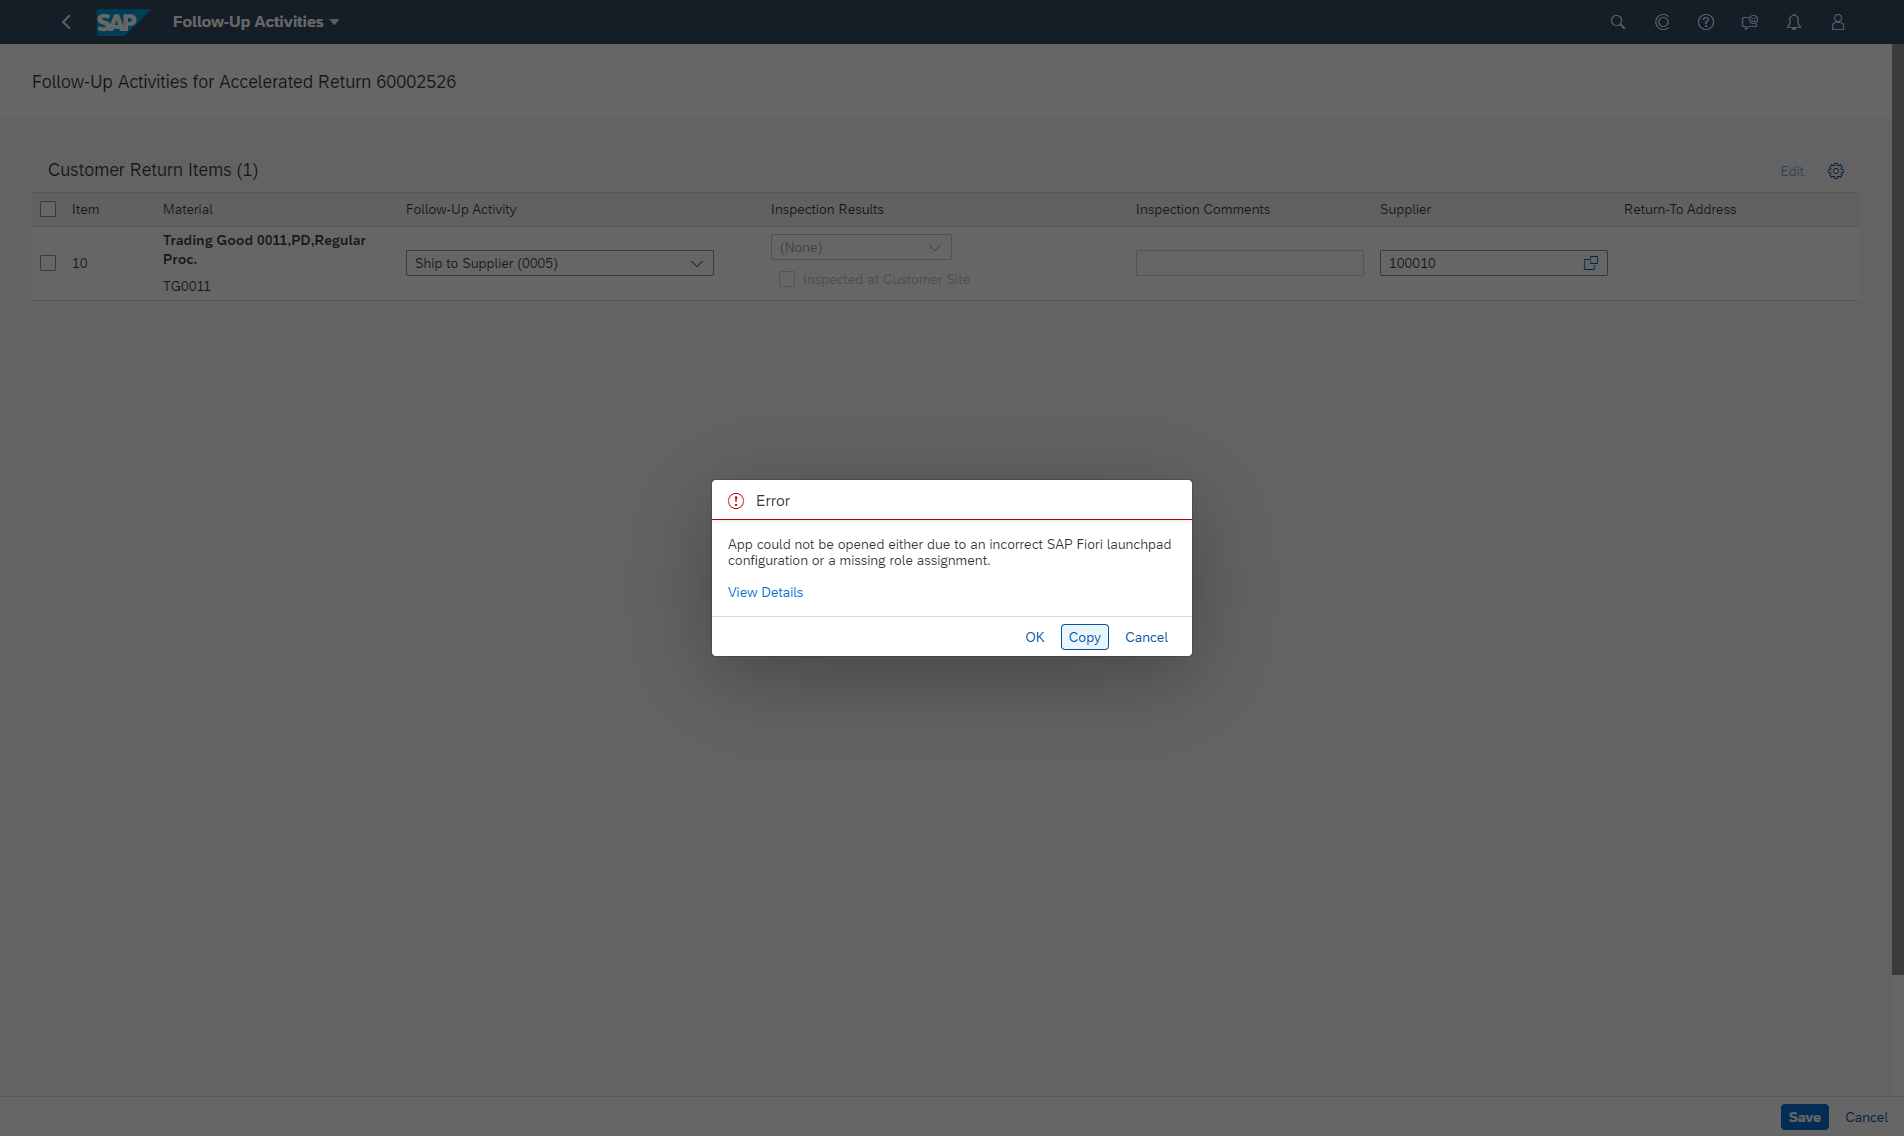 SAP Follow-Up Activities
Follow-Up Activities for Accelerated Return 60002526
Customer Return Items (1)
Edit
Item Material Follow-Up Activity Inspection Results Inspection Comments Supplier Return-To Address
10
Trading Good 0011,PD,Regular
Proc.
TG0011
Ship to Supplier (0005)
(None)
Inspected at Customer Site
100010
Error
App could not be opened either due to an incorrect SAP Fiori launchpad
configuration or a missing role assignment.
View Details
OK Copy Cancel
Save Cancel